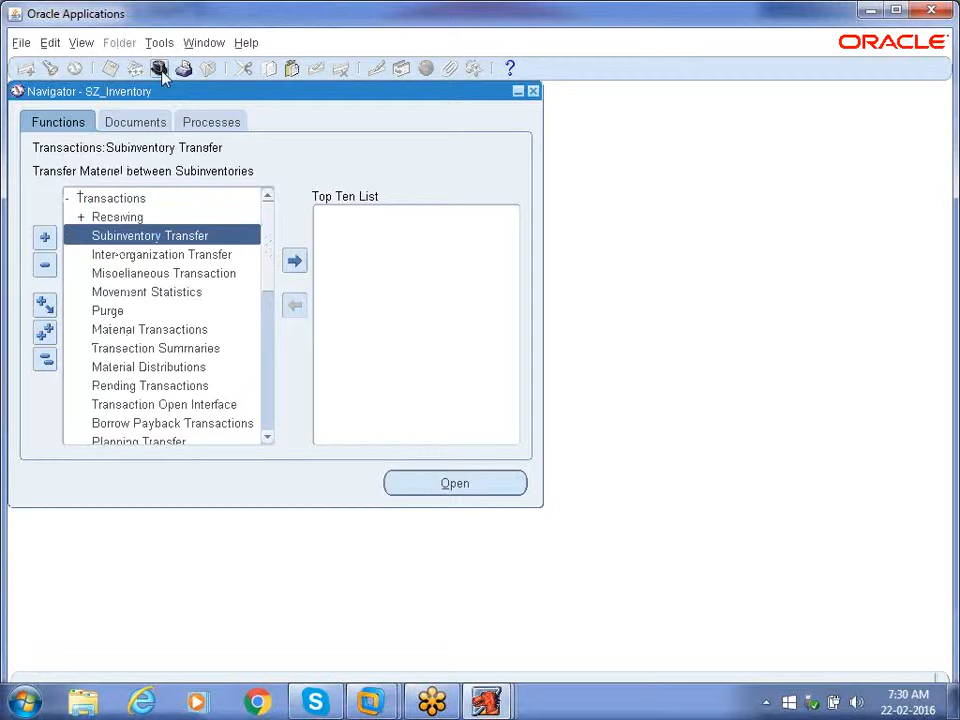 Oracle Applications
File Edit View Folder Tools Window Help
ORACLE
?
Navigator - SZ_Inventory
Functions Documents Processes
Transactions:Subinventory Transfer
Transfer Material between Subinventories
Top Ten List
- Transactions
+ Receiving
Subinventory Transfer
Inter-organization Transfer
Miscellaneous Transaction
Movement Statistics
Purge
Material Transactions
Transaction Summaries
Material Distributions
Pending Transactions
Transaction Open Interface
Borrow Payback Transactions
Planning Transfer
Open
7:30 AM
22-02-2016